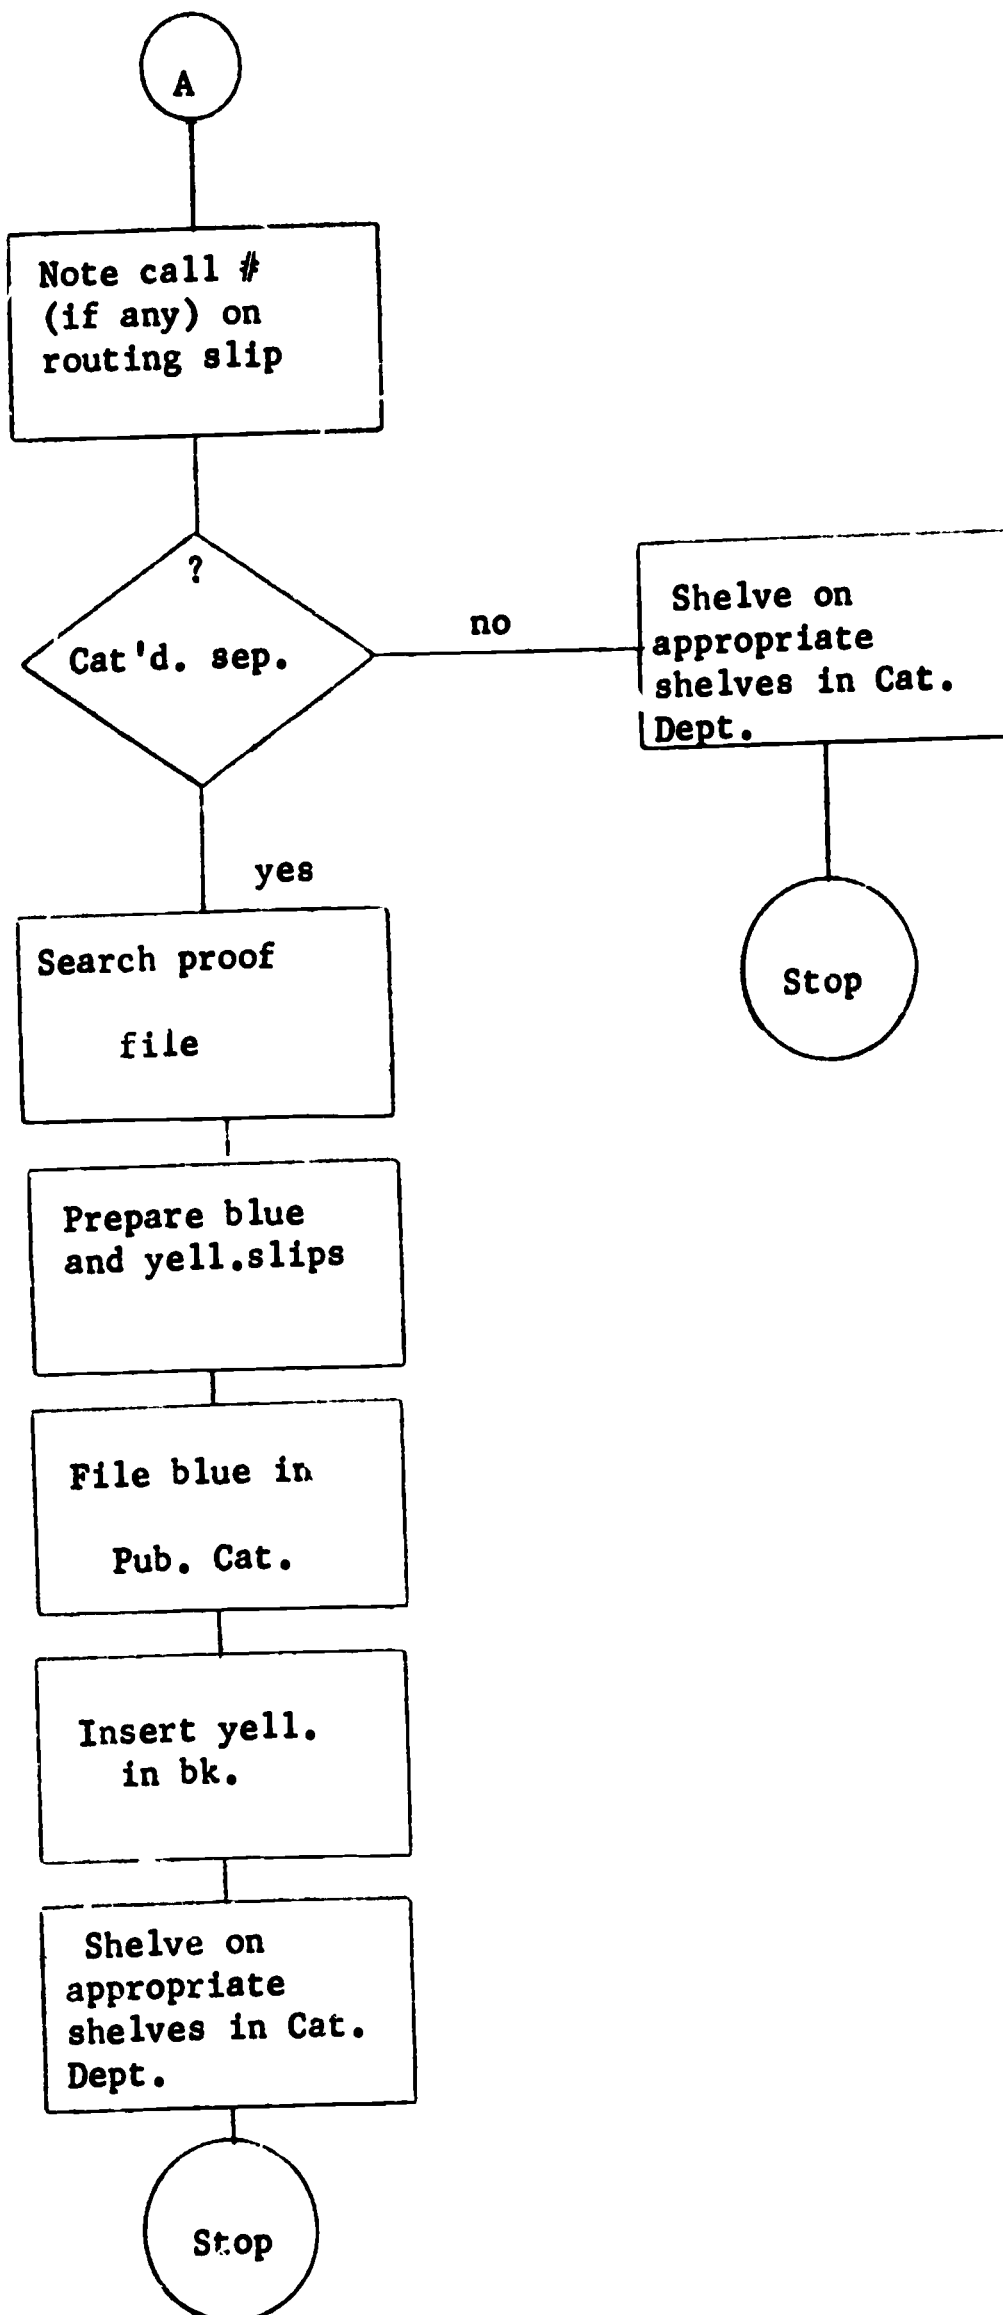 A
Note call #
(if any) on
routing slip
?
Cat'd. sep.
no
Shelve on
appropriate
shelves in Cat.
Dept.
Stop
yes
Search proof
file
Prepare blue
and yell.slips
File blue in
Pub. Cat.
Insert yell.
in bk.
Shelve on
appropriate
shelves in Cat.
Dept.
Stop